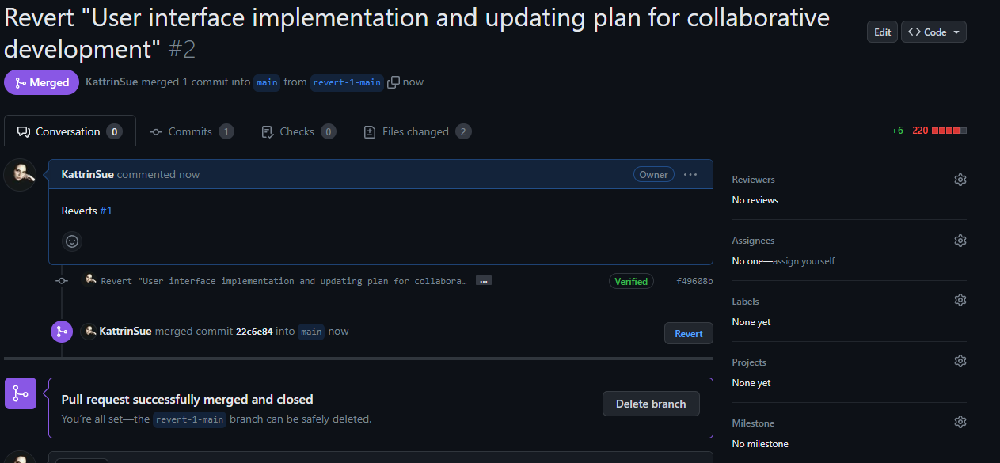 Revert "User interface implementation and updating plan for collaborative
development" #2
Edit
Code
Merged
KattrinSue merged 1 commit into main from revert-1-main now
Conversation 0
Commits 1
Checks 0
Files changed 2
+6 −220
KattrinSue commented now
Owner
Reverts #1
Revert "User interface implementation and updating plan for collabora…
...
Verified
f49608b
KattrinSue merged commit 22c6e84 into main now
Revert
Pull request successfully merged and closed
You're all set—the revert-1-main branch can be safely deleted.
Delete branch
Reviewers
No reviews
Assignees
No one—assign yourself
Labels
None yet
Projects
None yet
Milestone
No milestone